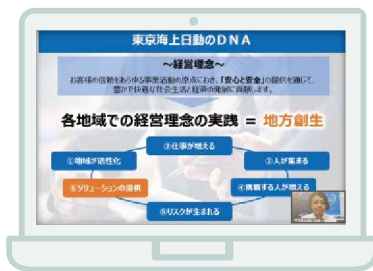 東京海上日動のDNA
～経営理念～
お客様の信頼をあらゆる事業活動の原点におき、「安心と安全」の提供を通じて、
豊かで快適な社会生活と経済の発展に貢献します。
各地域での経営理念の実践 = 地方創生
②仕事が増える
①地域が活性化
③人が集まる
⑥ソリューションの提供
④挑戦する人が増える
⑤リスクが生まれる